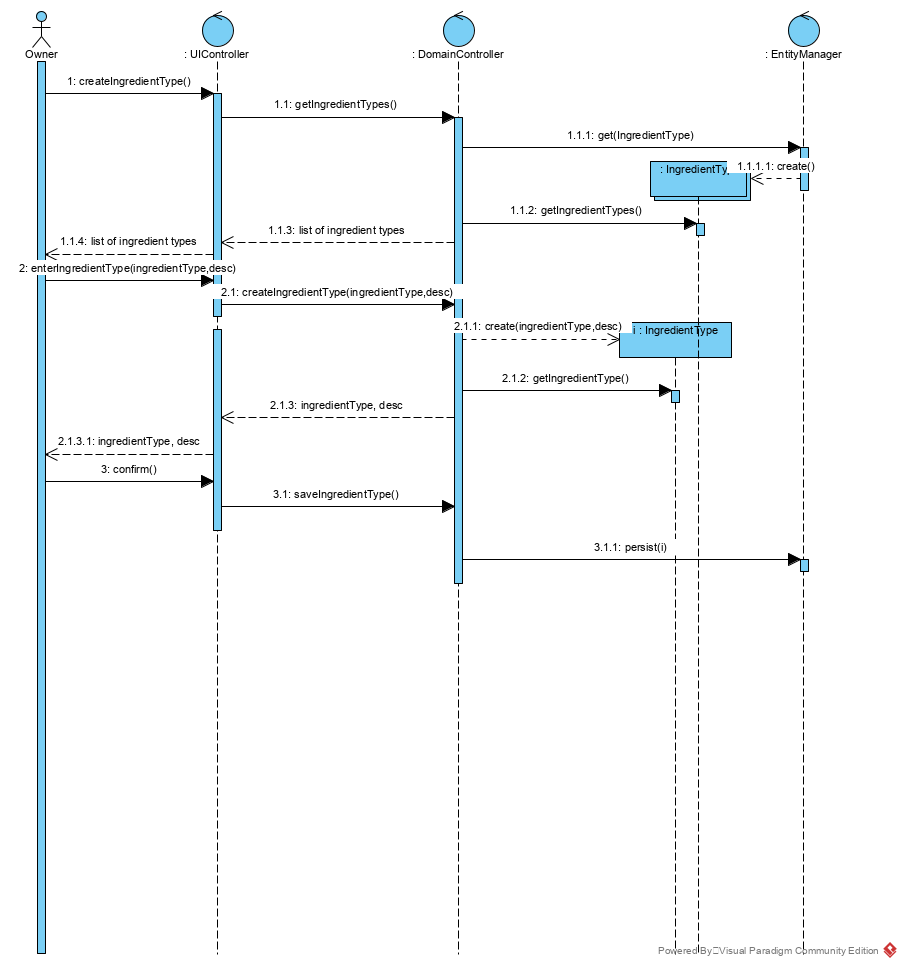 Owner
: UIController
: DomainController
: EntityManager
1: createIngredientType()
1.1: getIngredientTypes()
1.1.1: get(IngredientType)
: IngredientTy
1.1.1.1: create()
1.1.2: getIngredientTypes()
1.1.3: list of ingredient types
1.1.4: list of ingredient types
2: enterIngredientType(ingredientType,desc)
2.1: createIngredientType(ingredientType,desc)
2.1.1: create(ingredientType,desc)
i : IngredientType
2.1.2: getIngredientType()
2.1.3: ingredientType, desc
2.1.3.1: ingredientType, desc
3: confirm()
3.1: saveIngredientType()
3.1.1: persist(i)
Powered By Visual Paradigm Community Edition